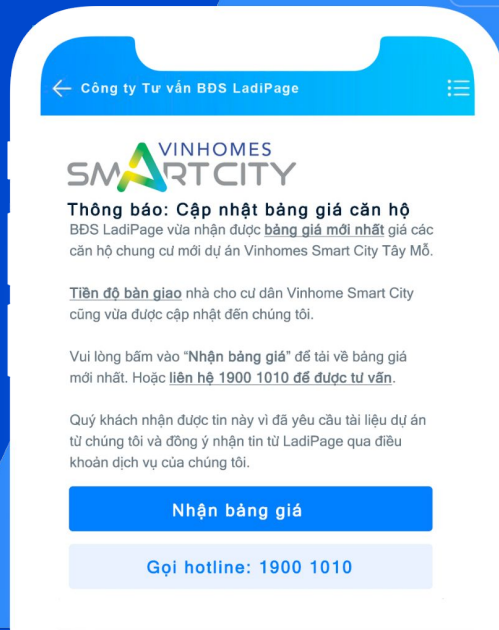 Công ty Tư vấn BĐS LadiPage
VINHOMES
SMARTCITY
Thông báo: Cập nhật bảng giá căn hộ
BĐS LadiPage vừa nhận được bảng giá mới nhất giá các
căn hộ chung cư mới dự án Vinhomes Smart City Tây Mỗ.
Tiền độ bàn giao nhà cho cư dân Vinhome Smart City
cũng vừa được cập nhật đến chúng tôi.
Vui lòng bấm vào “Nhận bảng giá” để tải về bảng giá
mới nhất. Hoặc liên hệ 1900 1010 để được tư vấn.
Quý khách nhận được tin này vì đã yêu cầu tài liệu dự án
từ chúng tôi và đồng ý nhận tin từ LadiPage qua điều
khoản dịch vụ của chúng tôi.
Nhận bảng giá
Gọi hotline: 1900 1010